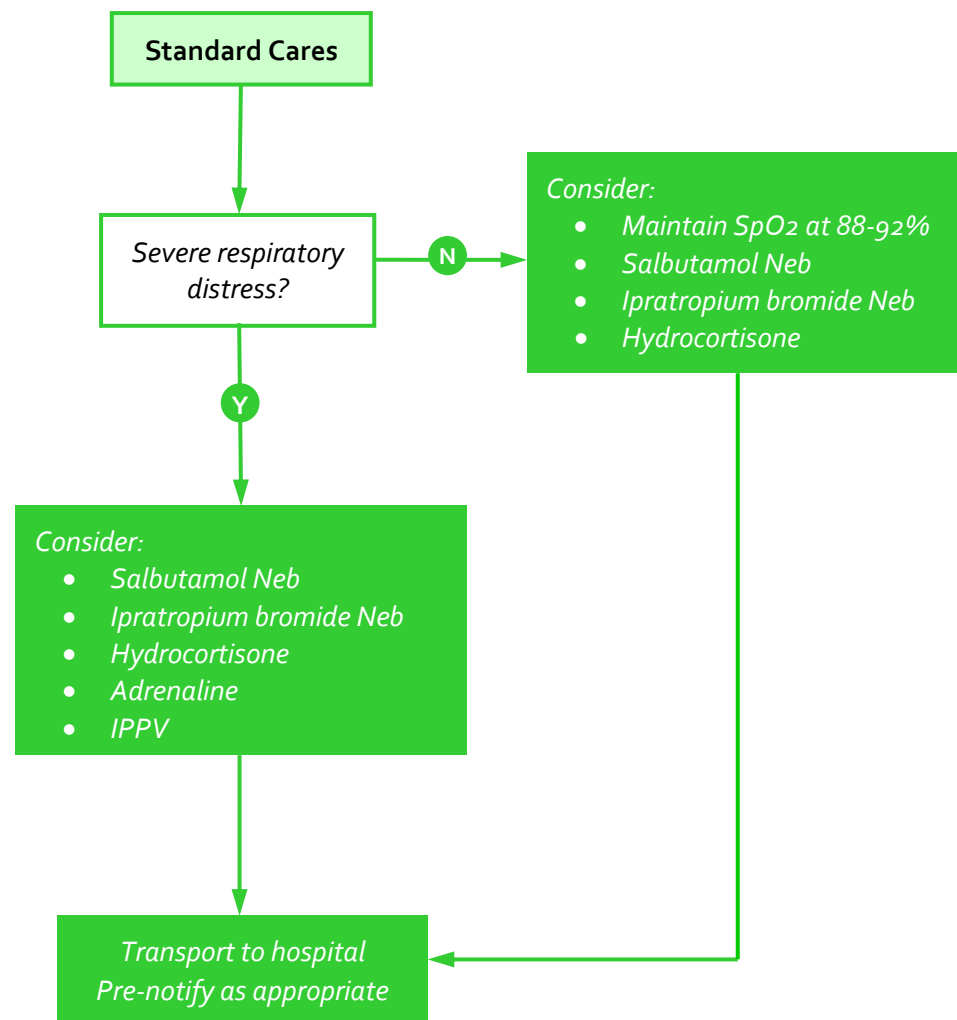 Standard Cares
Severe respiratory
distress?
N
Consider:
• Maintain SpO2 at 88-92%
• Salbutamol Neb
• Ipratropium bromide Neb
• Hydrocortisone
Y
Consider:
• Salbutamol Neb
• Ipratropium bromide Neb
• Hydrocortisone
• Adrenaline
• IPPV
Transport to hospital
Pre-notify as appropriate